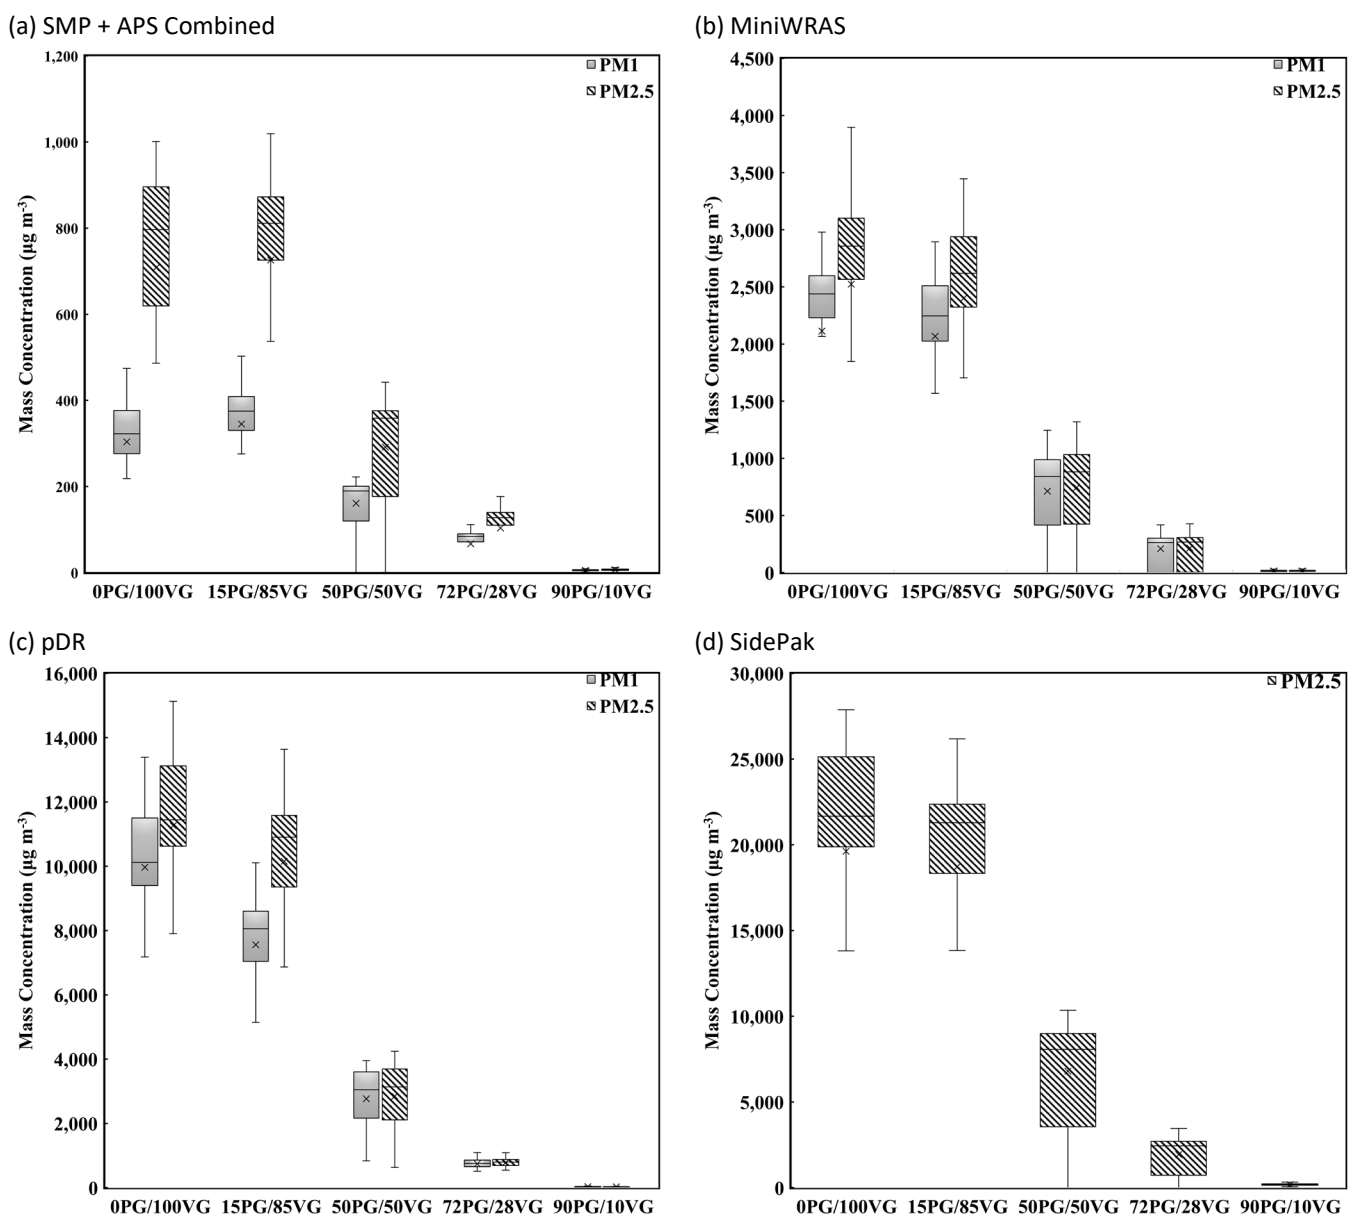 (a) SMP + APS Combined
1,200
1,000
800
600
400
200
0
Mass Concentration (µg m-3)
PM1
PM2.5
0PG/100VG 15PG/85VG 50PG/50VG 72PG/28VG 90PG/10VG
(b) MiniWRAS
4,500
4,000
3,500
3,000
2,500
2,000
1,500
1,000
500
0
Mass Concentration (µg m-3)
PM1
PM2.5
0PG/100VG 15PG/85VG 50PG/50VG 72PG/28VG 90PG/10VG
(c) pDR
16,000
14,000
12,000
10,000
8,000
6,000
4,000
2,000
0
Mass Concentration (µg m-3)
PM1
PM2.5
0PG/100VG 15PG/85VG 50PG/50VG 72PG/28VG 90PG/10VG
(d) SidePak
30,000
25,000
20,000
15,000
10,000
5,000
0
Mass Concentration (µg m-3)
PM2.5
0PG/100VG 15PG/85VG 50PG/50VG 72PG/28VG 90PG/10VG